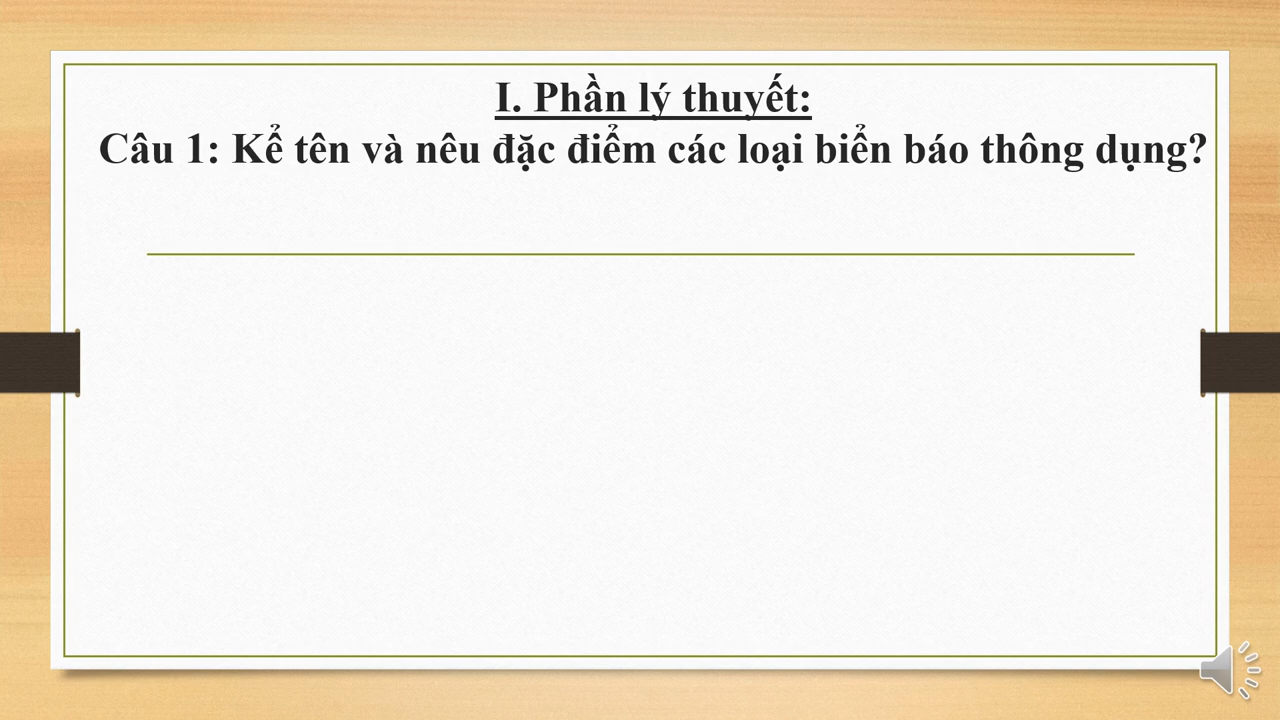 I. Phần lý thuyết:
Câu 1: Kể tên và nêu đặc điểm các loại biển báo thông dụng?